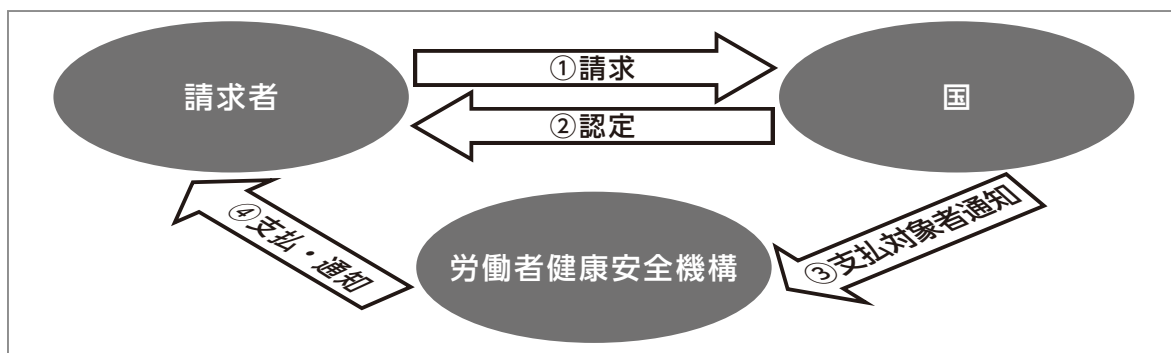 請求者
①請求
国
②認定
③支払対象者通知
労働者健康安全機構
④支払・通知